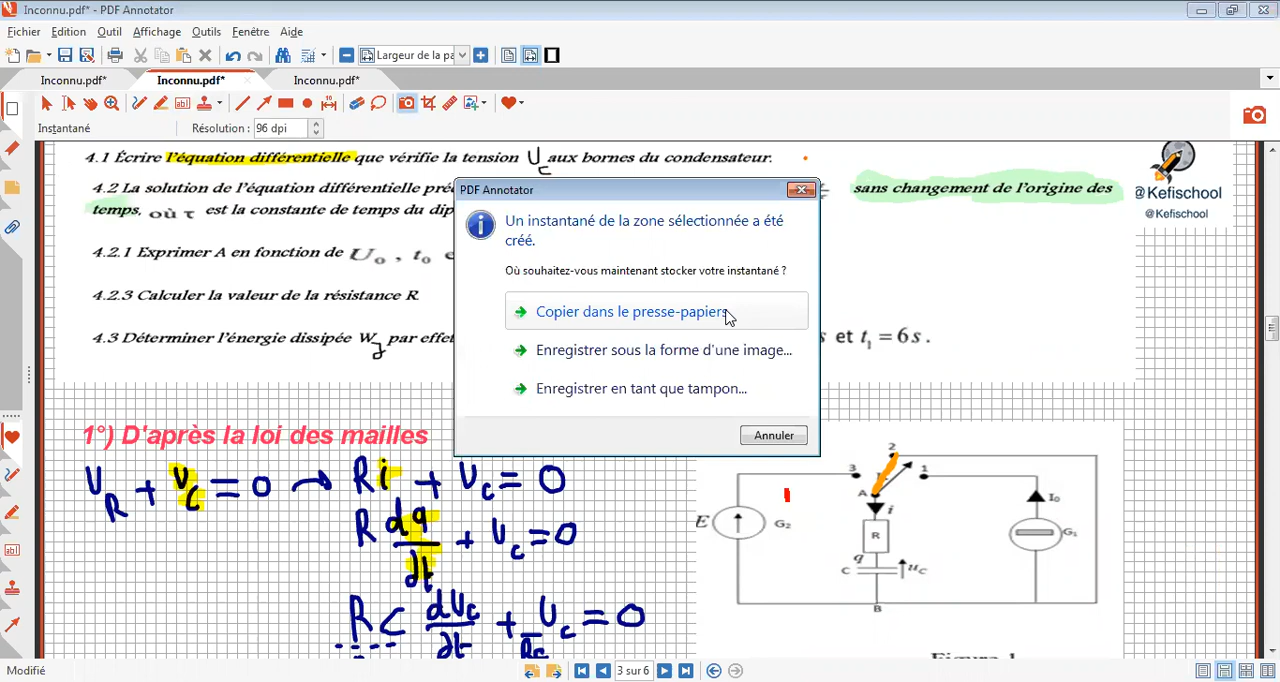 Inconnu.pdf* - PDF Annotator
Fichier Edition Outil Affichage Outils Fenêtre Aide
Largeur de la pa
Inconnu.pdf* Inconnu.pdf* Inconnu.pdf*
Instantané Résolution : 96 dpi
4.1 Écrire l'équation différentielle que vérifie la tension Uc aux bornes du condensateur.
4.2 La solution de l'équation différentielle pré
sans changement de l'origine des
temps, où τ est la constante de temps du dip
@Kefischool
@Kefischool
4.2.1 Exprimer A en fonction de U0 , t0 e
4.2.3 Calculer la valeur de la résistance R
4.3 Déterminer l'énergie dissipée WJ par effe
s et t1 = 6s .
PDF Annotator
Un instantané de la zone sélectionnée a été
créé.
Où souhaitez-vous maintenant stocker votre instantané ?
Copier dans le presse-papiers
Enregistrer sous la forme d'une image...
Enregistrer en tant que tampon...
Annuler
1°) D'après la loi des mailles
UR + Uc = 0 → Ri + Uc = 0
R dq/dt + Uc = 0
RC dUc/dt + Uc/RC = 0
2
3
1
A
i
I0
E
G2
R
G1
q
C
uC
B
Figure 1
Modifié
3 sur 6